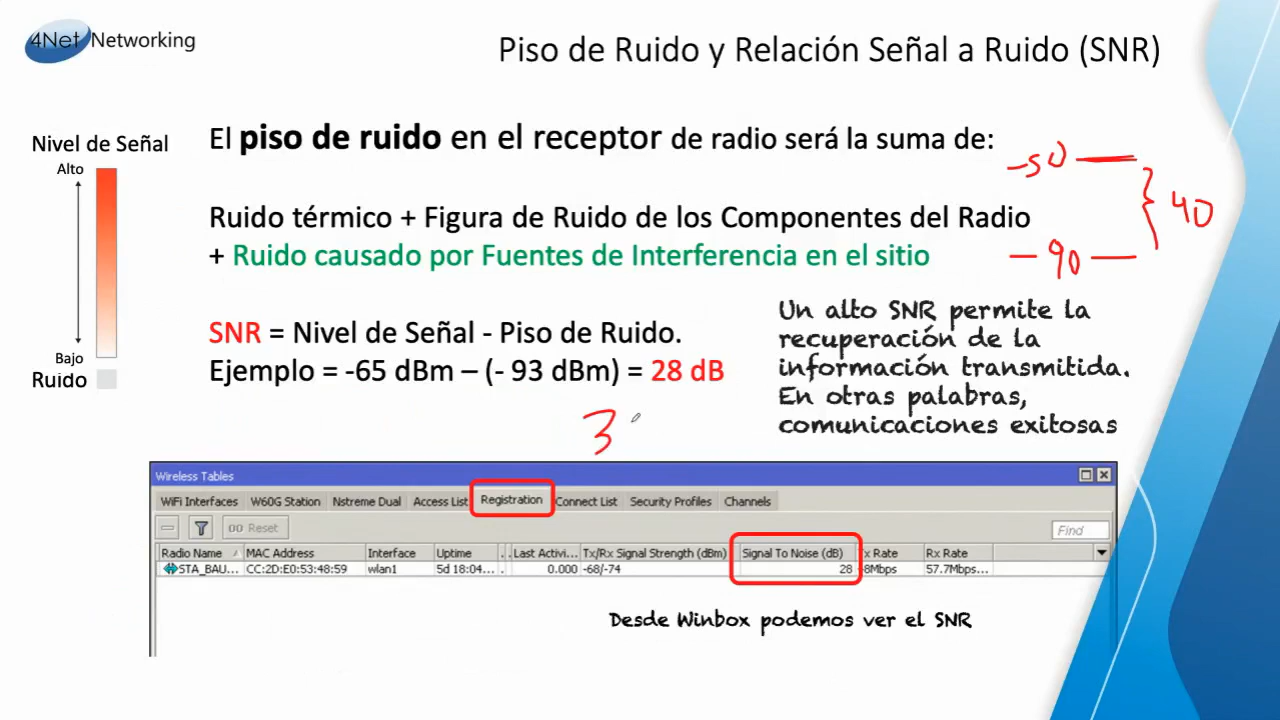 4Net Networking
Piso de Ruido y Relación Señal a Ruido (SNR)
Nivel de Señal
Alto
Bajo
Ruido
El piso de ruido en el receptor de radio será la suma de:
Ruido térmico + Figura de Ruido de los Componentes del Radio
+ Ruido causado por Fuentes de Interferencia en el sitio
-50
40
-90
SNR = Nivel de Señal - Piso de Ruido.
Ejemplo = -65 dBm – (- 93 dBm) = 28 dB
3
Un alto SNR permite la
recuperación de la
información transmitida.
En otras palabras,
comunicaciones exitosas
Wireless Tables
WiFi Interfaces W60G Station Nstreme Dual Access List Registration Connect List Security Profiles Channels
Reset Find
Radio Name MAC Address Interface Uptime ... Last Activi... Tx/Rx Signal Strength (dBm) Signal To Noise (dB) Tx Rate Rx Rate
STA_BAU... CC:2D:E0:53:48:59 wlan1 5d 18:04... 0.000 -68/-74 28 8Mbps 57.7Mbps...
Desde Winbox podemos ver el SNR